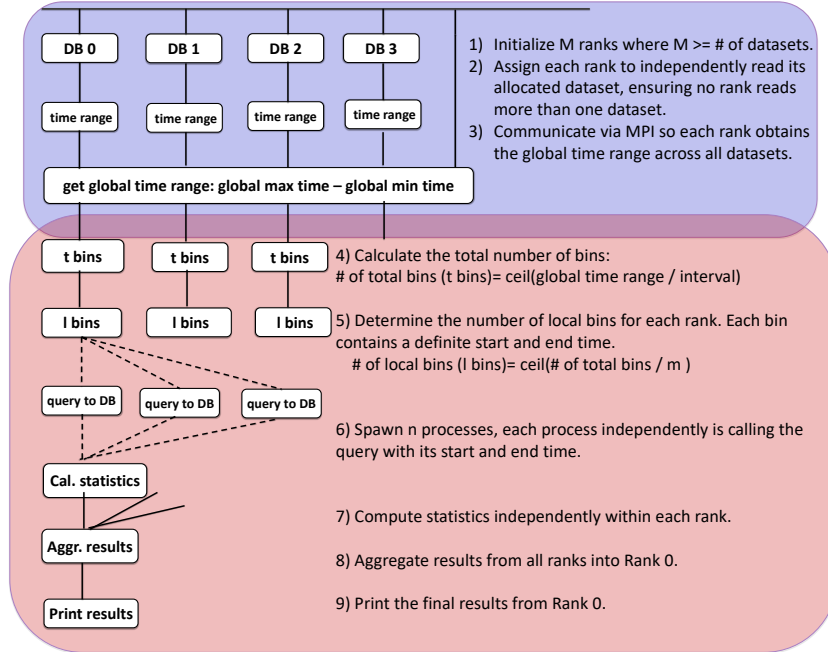 DB 0
DB 1
DB 2
DB 3
time range
time range
time range
time range
get global time range: global max time – global min time
1) Initialize M ranks where M >= # of datasets.
2) Assign each rank to independently read its
allocated dataset, ensuring no rank reads
more than one dataset.
3) Communicate via MPI so each rank obtains
the global time range across all datasets.
t bins
t bins
t bins
4) Calculate the total number of bins:
# of total bins (t bins)= ceil(global time range / interval)
l bins
l bins
l bins
5) Determine the number of local bins for each rank. Each bin
contains a definite start and end time.
# of local bins (l bins)= ceil(# of total bins / m )
query to DB
query to DB
query to DB
6) Spawn n processes, each process independently is calling the
query with its start and end time.
Cal. statistics
7) Compute statistics independently within each rank.
Aggr. results
8) Aggregate results from all ranks into Rank 0.
Print results
9) Print the final results from Rank 0.